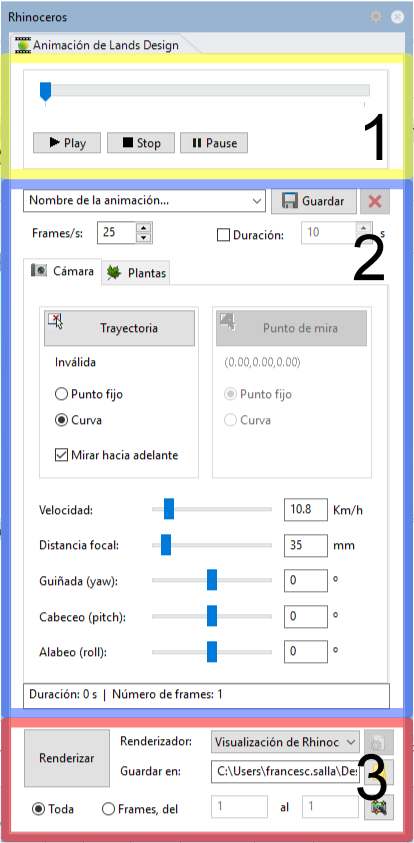 Rhinoceros
Animación de Lands Design
Play Stop Pause
1
Nombre de la animación... Guardar
Frames/s: 25 Duración: 10 s
2
Cámara Plantas
Trayectoria Punto de mira
Inválida (0.00,0.00,0.00)
Punto fijo Punto fijo
Curva Curva
Mirar hacia adelante
Velocidad: 10.8 Km/h
Distancia focal: 35 mm
Guiñada (yaw): 0 º
Cabeceo (pitch): 0 º
Alabeo (roll): 0 º
Duración: 0 s | Número de frames: 1
Renderizar
Renderizador: Visualización de Rhinoc
Guardar en: C:\Users\francesc.salla\Des
3
Toda Frames, del 1 al 1